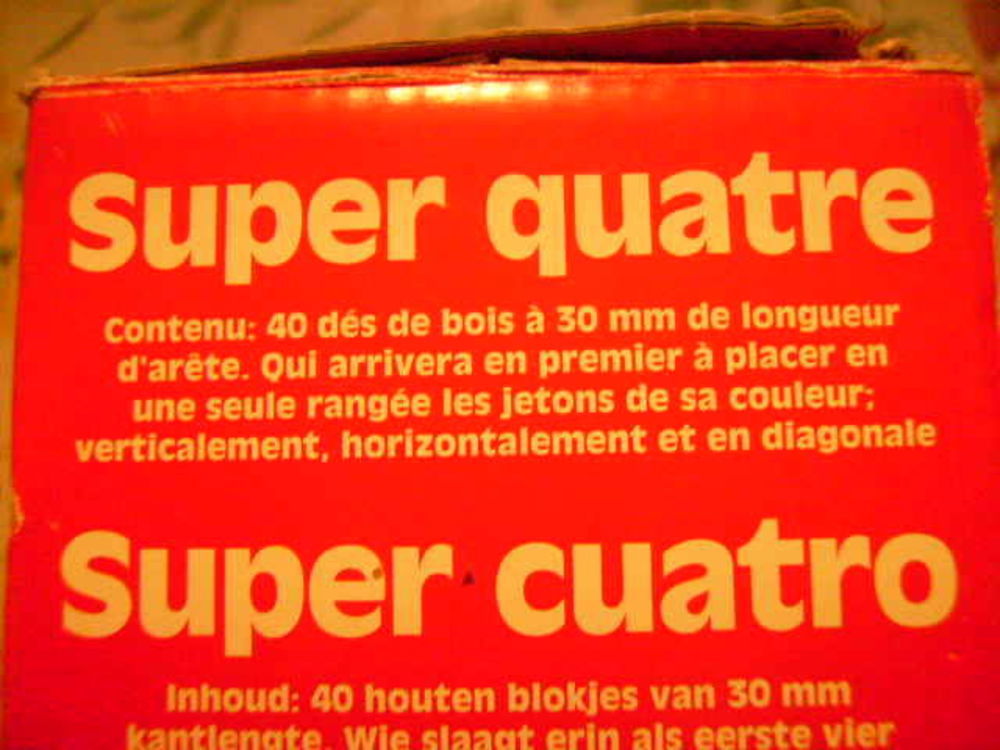 Super quatre
Contenu: 40 dés de bois à 30 mm de longueur
d'arête. Qui arrivera en premier à placer en
une seule rangée les jetons de sa couleur;
verticalement, horizontalement et en diagonale
Super cuatro
Inhoud: 40 houten blokjes van 30 mm
kantlengte. Wie slaagt erin als eerste vier